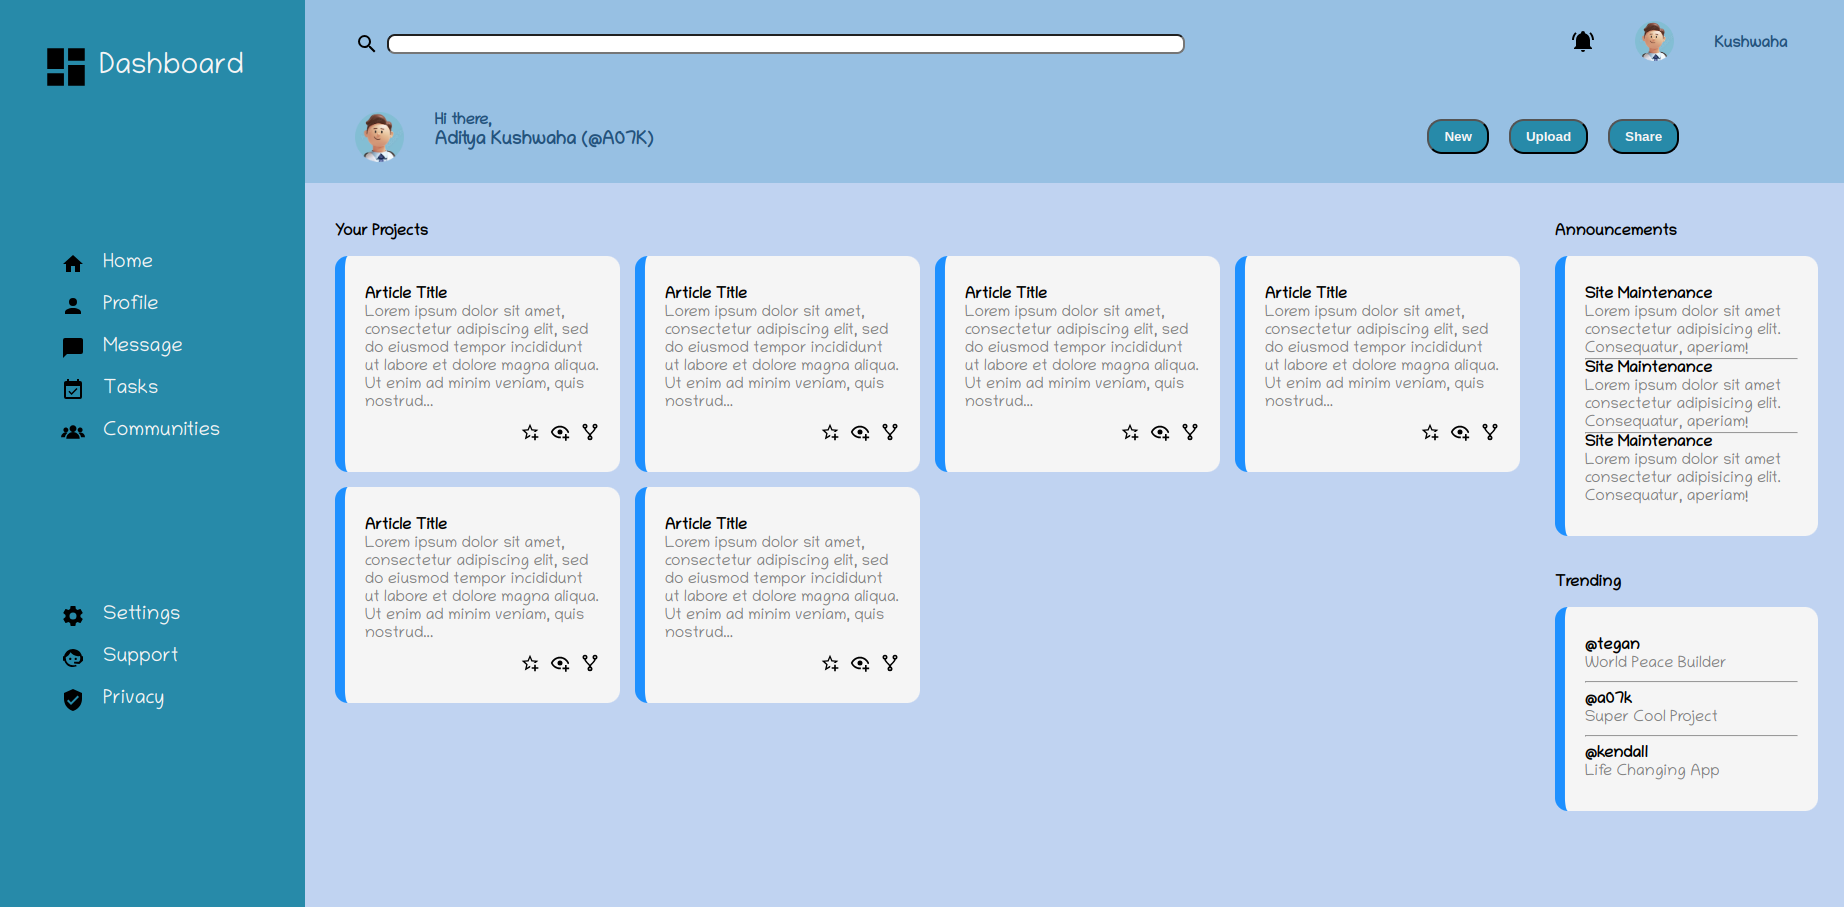 Dashboard
Home
Profile
Message
Tasks
Communities
Settings
Support
Privacy
Kushwaha
Hi there,
Aditya Kushwaha (@A07K)
New
Upload
Share
Your Projects
Article Title
Lorem ipsum dolor sit amet,
consectetur adipiscing elit, sed
do eiusmod tempor incididunt
ut labore et dolore magna aliqua.
Ut enim ad minim veniam, quis
nostrud...
Article Title
Lorem ipsum dolor sit amet,
consectetur adipiscing elit, sed
do eiusmod tempor incididunt
ut labore et dolore magna aliqua.
Ut enim ad minim veniam, quis
nostrud...
Article Title
Lorem ipsum dolor sit amet,
consectetur adipiscing elit, sed
do eiusmod tempor incididunt
ut labore et dolore magna aliqua.
Ut enim ad minim veniam, quis
nostrud...
Article Title
Lorem ipsum dolor sit amet,
consectetur adipiscing elit, sed
do eiusmod tempor incididunt
ut labore et dolore magna aliqua.
Ut enim ad minim veniam, quis
nostrud...
Article Title
Lorem ipsum dolor sit amet,
consectetur adipiscing elit, sed
do eiusmod tempor incididunt
ut labore et dolore magna aliqua.
Ut enim ad minim veniam, quis
nostrud...
Article Title
Lorem ipsum dolor sit amet,
consectetur adipiscing elit, sed
do eiusmod tempor incididunt
ut labore et dolore magna aliqua.
Ut enim ad minim veniam, quis
nostrud...
Announcements
Site Maintenance
Lorem ipsum dolor sit amet
consectetur adipisicing elit.
Consequatur, aperiam!
Site Maintenance
Lorem ipsum dolor sit amet
consectetur adipisicing elit.
Consequatur, aperiam!
Site Maintenance
Lorem ipsum dolor sit amet
consectetur adipisicing elit.
Consequatur, aperiam!
Trending
@tegan
World Peace Builder
@a07k
Super Cool Project
@kendall
Life Changing App